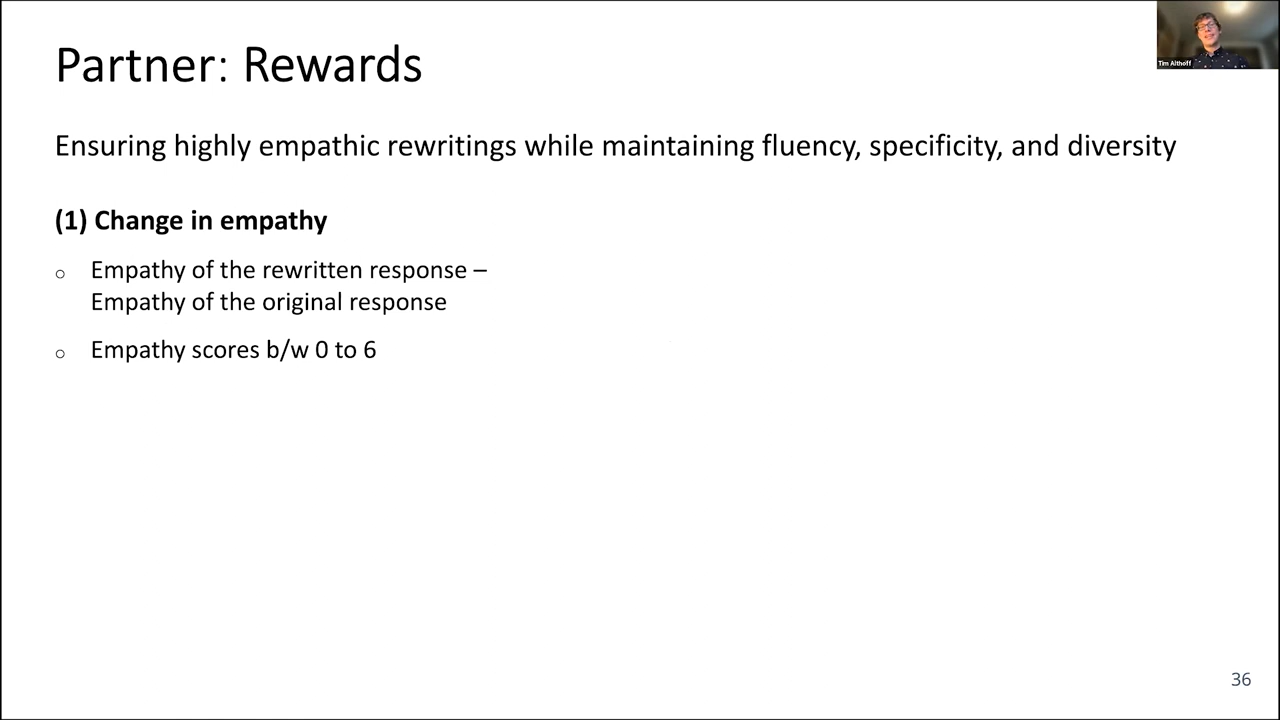 Partner: Rewards
Tim Althoff
Ensuring highly empathic rewritings while maintaining fluency, specificity, and diversity
(1) Change in empathy
○ Empathy of the rewritten response –
Empathy of the original response
○ Empathy scores b/w 0 to 6
36